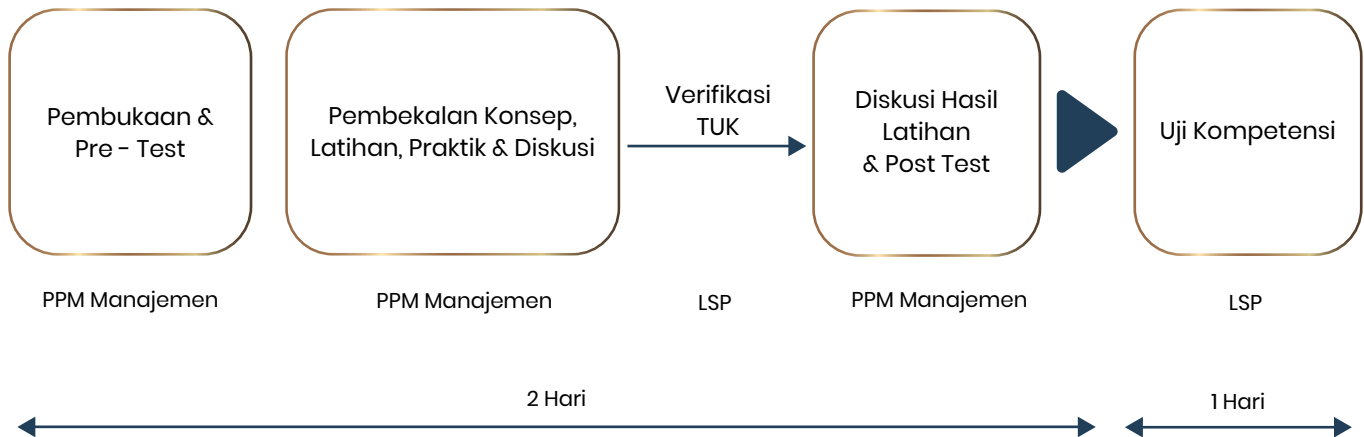 Pembukaan &
Pre - Test
Pembekalan Konsep,
Latihan, Praktik & Diskusi
Verifikasi
TUK
Diskusi Hasil
Latihan
& Post Test
Uji Kompetensi
PPM Manajemen
PPM Manajemen
LSP
PPM Manajemen
LSP
2 Hari
1 Hari